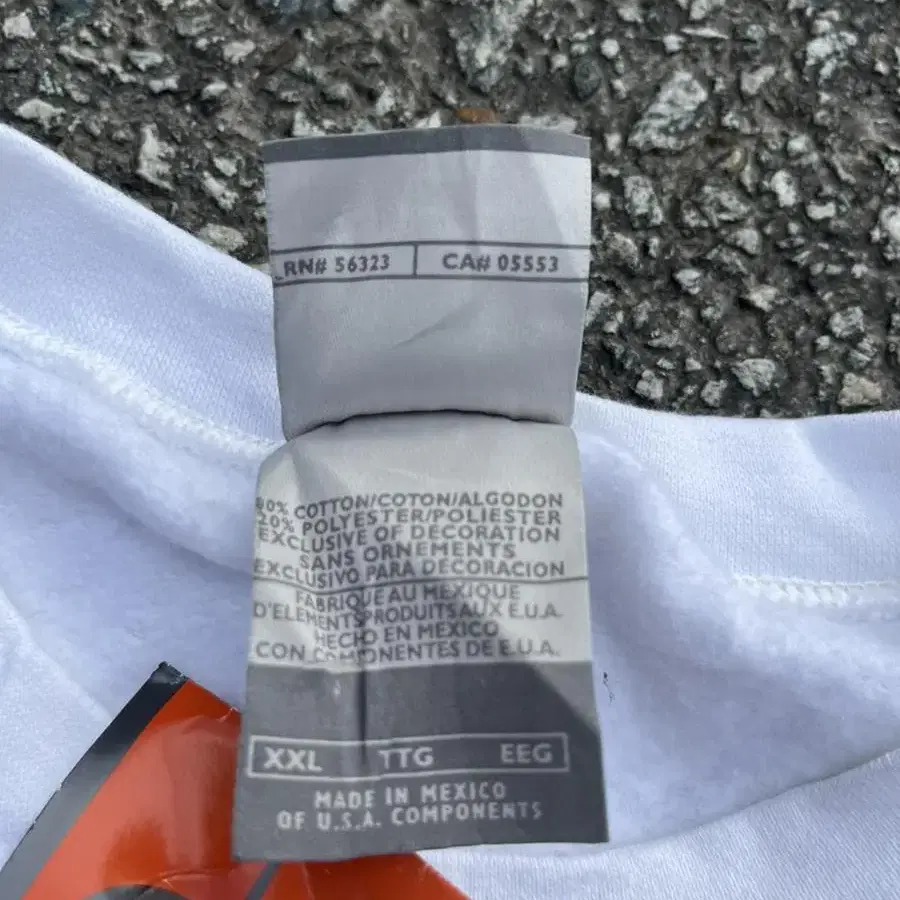 RN# 56323 CA# 05553
80% COTTON/COTON/ALGODON
20% POLYESTER/POLIESTER
EXCLUSIVE OF DECORATION
SANS ORNEMENTS
EXCLUSIVO PARA DECORACION
FABRIQUE AU MEXIQUE
D'ELEMENTS PRODUITS AUX E.U.A.
HECHO EN MEXICO
CON COMPONENTES DE E.U.A.
XXL TTG EEG
MADE IN MEXICO
OF U.S.A. COMPONENTS